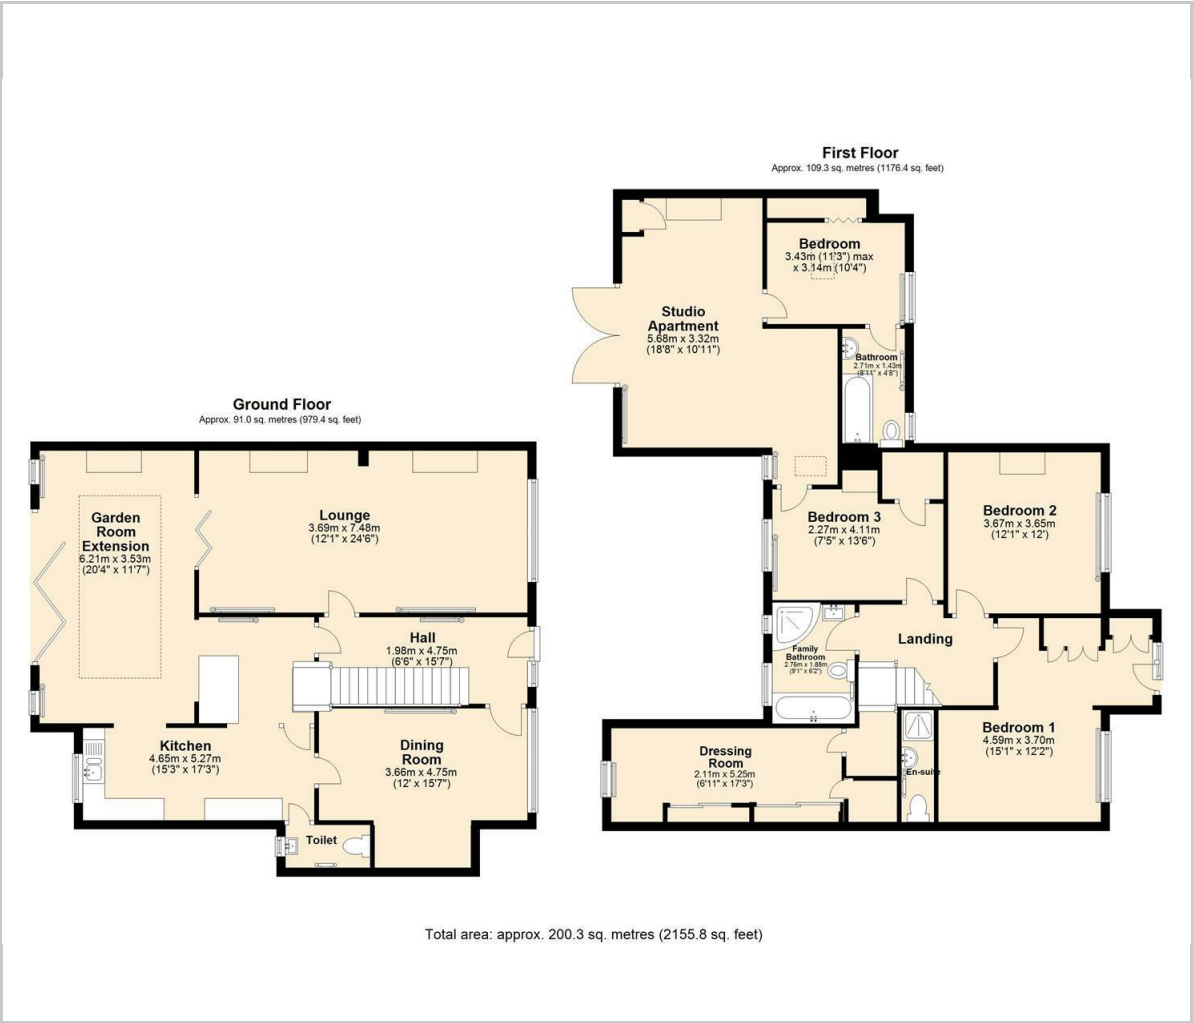 First Floor
Approx. 109.3 sq. metres (1176.4 sq. feet)
Bedroom
3.43m (11'3") max
x 3.14m (10'4")
Studio
Apartment
5.68m x 3.32m
(18'8" x 10'11")
Bathroom
2.71m x 1.43m
(8'11" x 4'8")
Bedroom 3
2.27m x 4.11m
(7'5" x 13'6")
Bedroom 2
3.67m x 3.65m
(12'1" x 12')
Landing
Family
Bathroom
2.76m x 1.88m
(9'1" x 6'2")
Bedroom 1
4.59m x 3.70m
(15'1" x 12'2")
Dressing
Room
2.11m x 5.25m
(6'11" x 17'3")
En-suite
Ground Floor
Approx. 91.0 sq. metres (979.4 sq. feet)
Garden
Room
Extension
6.21m x 3.53m
(20'4" x 11'7")
Lounge
3.69m x 7.48m
(12'1" x 24'6")
Hall
1.98m x 4.75m
(6'6" x 15'7")
Kitchen
4.65m x 5.27m
(15'3" x 17'3")
Dining
Room
3.66m x 4.75m
(12' x 15'7")
Toilet
Total area: approx. 200.3 sq. metres (2155.8 sq. feet)